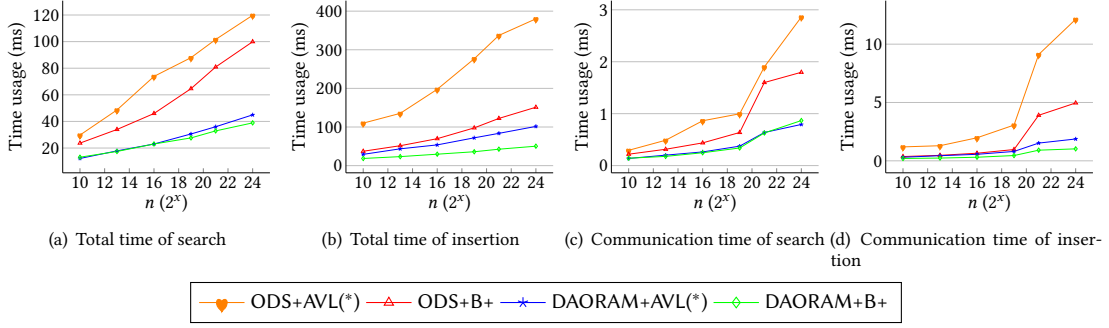 Time usage (ms)
120
100
80
60
40
20
10 12 14 16 18 20 22 24
n (2^x)
(a) Total time of search
Time usage (ms)
400
300
200
100
0
10 12 14 16 18 20 22 24
n (2^x)
(b) Total time of insertion
Time usage (ms)
3
2
1
0
10 12 14 16 18 20 22 24
n (2^x)
(c) Communication time of search
Time usage (ms)
10
5
0
10 12 14 16 18 20 22 24
n (2^x)
(d) Communication time of inser-
tion
ODS+AVL(*) ODS+B+ DAORAM+AVL(*) DAORAM+B+